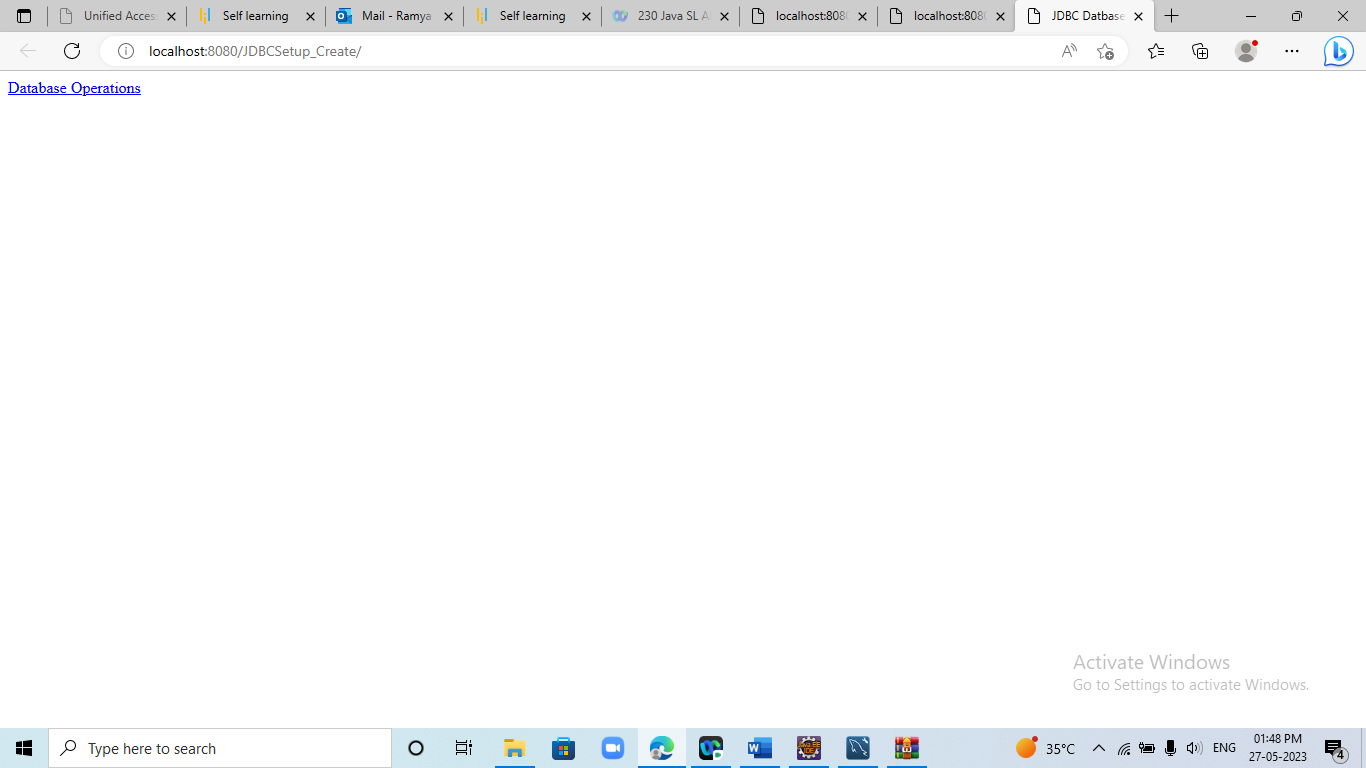 Unified Acces
Self learning
Mail - Ramya
Self learning
230 Java SL A
localhost:808
localhost:808
JDBC Datbase
localhost:8080/JDBCSetup_Create/
Database Operations
Activate Windows
Go to Settings to activate Windows.
Type here to search
35°C
ENG
01:48 PM
27-05-2023
4